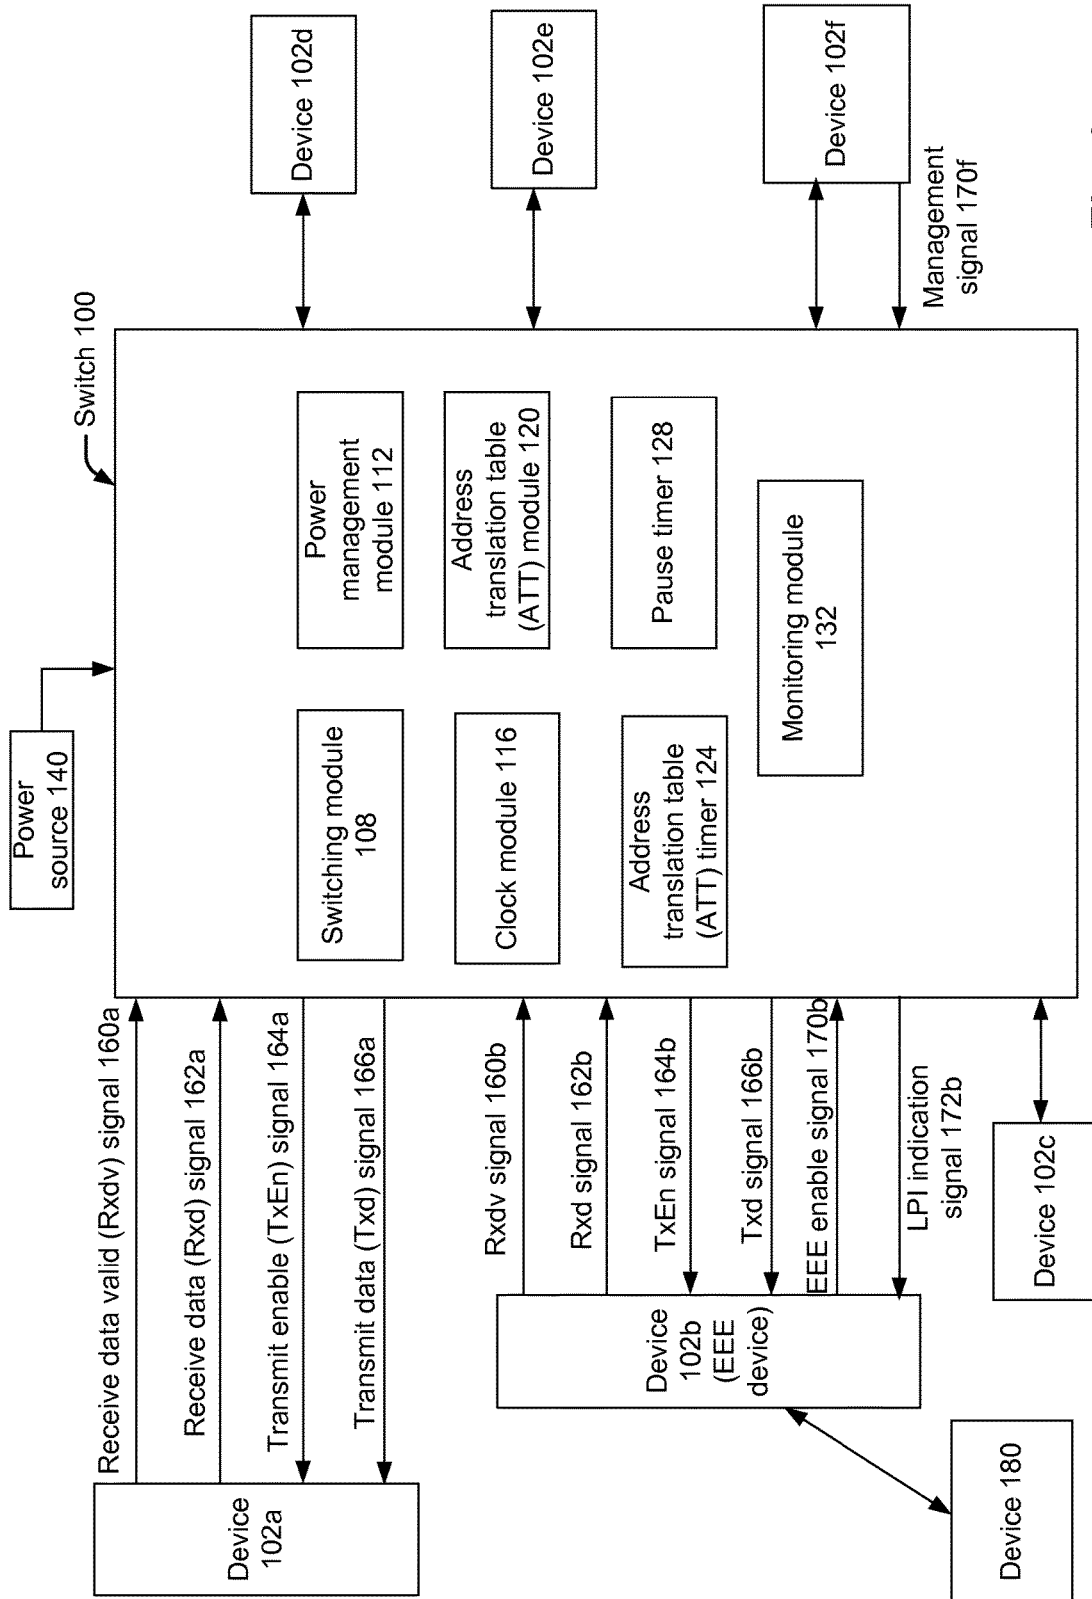 Power
source 140
Switch 100
Receive data valid (Rxdv) signal 160a
Receive data (Rxd) signal 162a
Transmit enable (TxEn) signal 164a
Transmit data (Txd) signal 166a
Device
102a
Rxdv signal 160b
Rxd signal 162b
TxEn signal 164b
Txd signal 166b
EEE enable signal 170b
LPI indication
signal 172b
Device
102b
(EEE
device)
Device 180
Device 102c
Switching module
108
Power
management
module 112
Clock module 116
Address
translation table
(ATT) module 120
Address
translation table
(ATT) timer 124
Pause timer 128
Monitoring module
132
Device 102d
Device 102e
Device 102f
Management
signal 170f